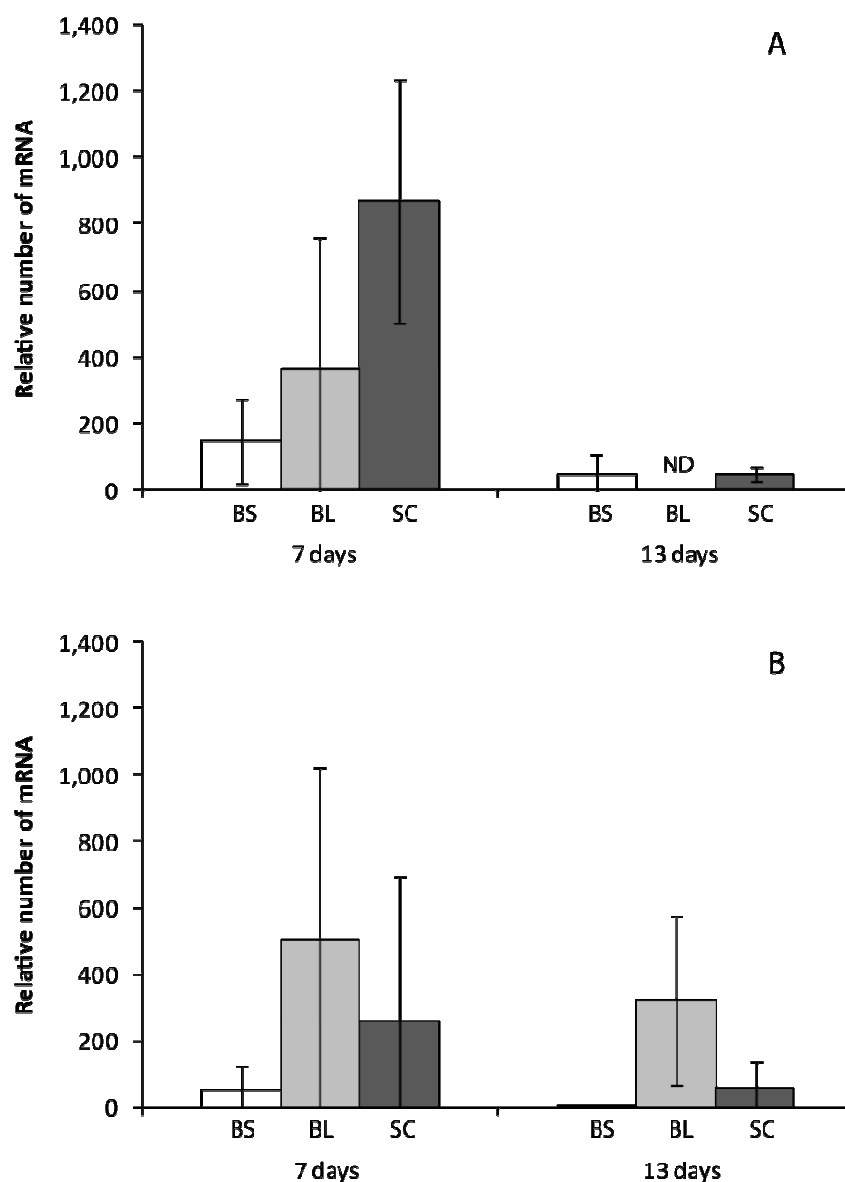 A
Relative number of mRNA
1,400
1,200
1,000
800
600
400
200
0
ND
BS BL SC BS BL SC
7 days 13 days
B
Relative number of mRNA
1,400
1,200
1,000
800
600
400
200
0
BS BL SC BS BL SC
7 days 13 days